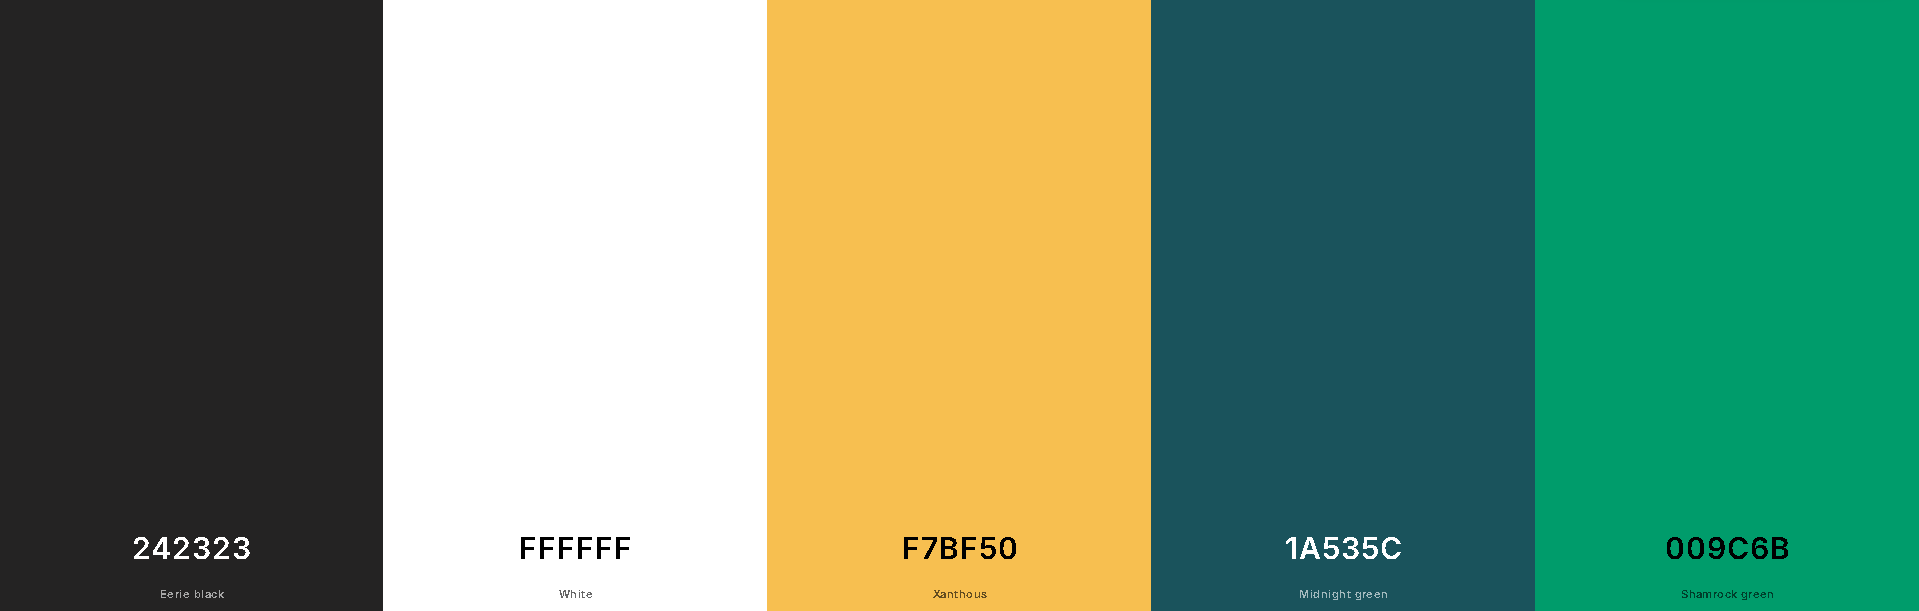 242323
Eerie black
FFFFFF
White
F7BF50
Xanthous
1A535C
Midnight green
009C6B
Shamrock green